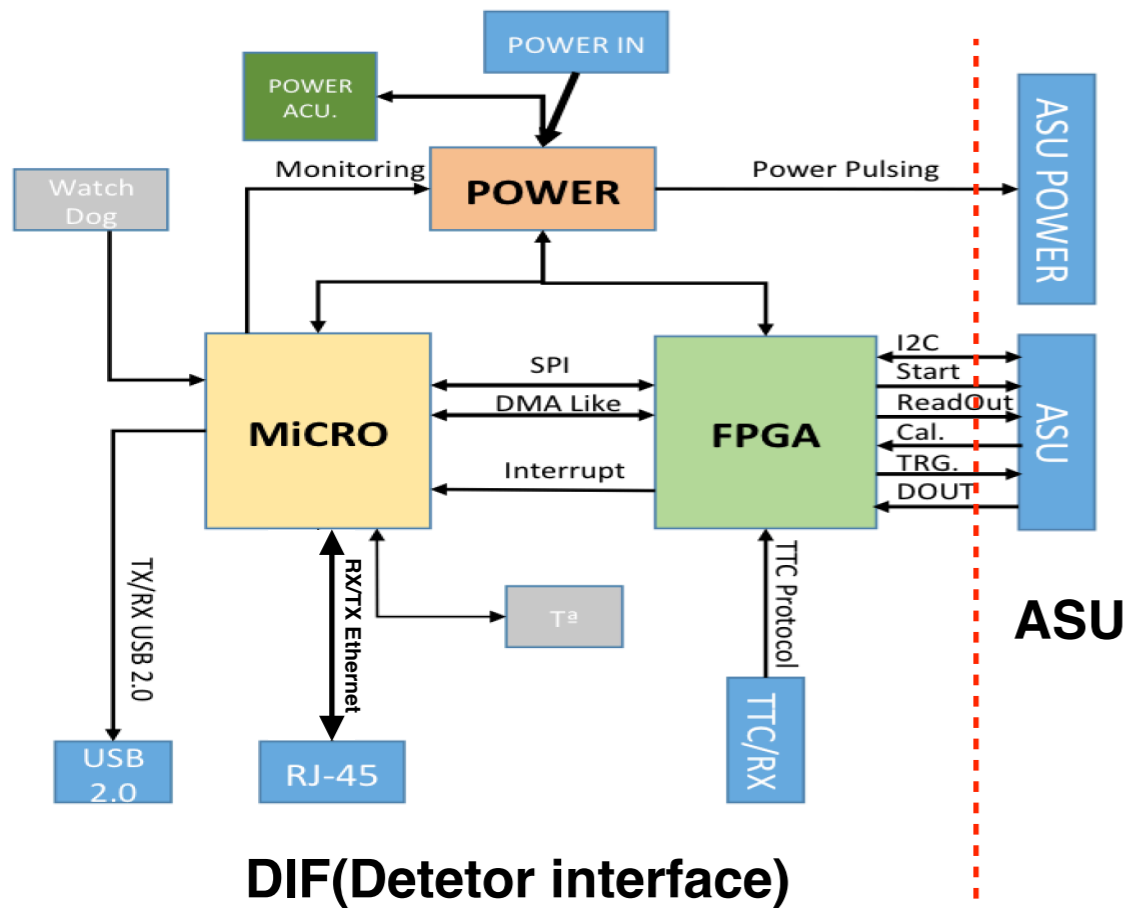 POWER IN
POWER
ACU.
Monitoring
POWER
Power Pulsing
ASU POWER
Watch
Dog
MiCRO
SPI
DMA Like
Interrupt
FPGA
I2C
Start
ReadOut
Cal.
TRG.
DOUT
ASU
TX/RX USB 2.0
RX/TX Ethernet
Tª
TTC Protocol
ASU
USB
2.0
RJ-45
TTC/RX
DIF(Detetor interface)